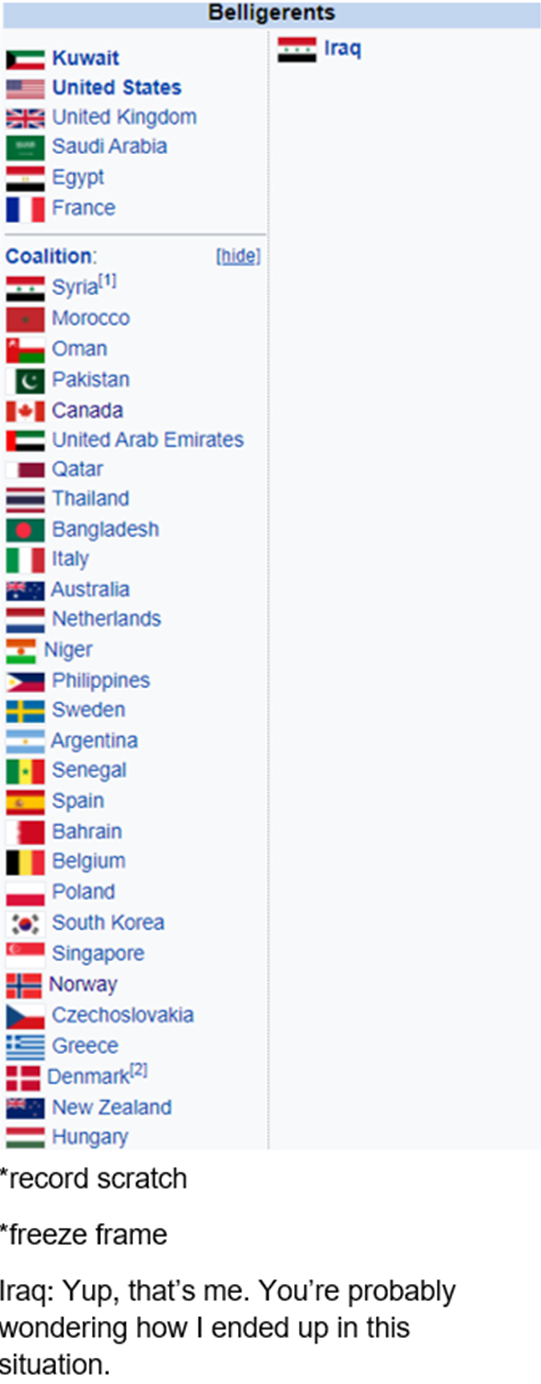 Belligerents
Kuwait
United States
United Kingdom
Saudi Arabia
Egypt
France
Iraq
Coalition: [hide]
Syria[1]
Morocco
Oman
Pakistan
Canada
United Arab Emirates
Qatar
Thailand
Bangladesh
Italy
Australia
Netherlands
Niger
Philippines
Sweden
Argentina
Senegal
Spain
Bahrain
Belgium
Poland
South Korea
Singapore
Norway
Czechoslovakia
Greece
Denmark[2]
New Zealand
Hungary
*record scratch
*freeze frame
Iraq: Yup, that’s me. You’re probably
wondering how I ended up in this
situation.